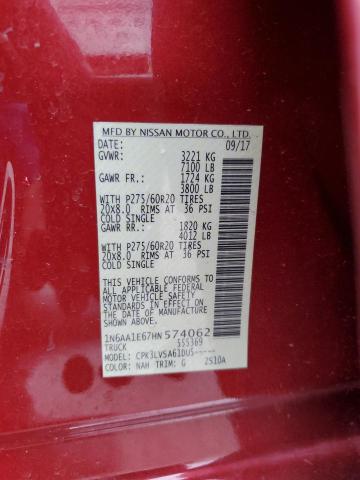 MFD BY NISSAN MOTOR CO., LTD.
DATE: 09/17
GVWR: 3221 KG
7100 LB
GAWR FR.: 1724 KG
3800 LB
WITH P275/60R20 TIRES
20x8.0 RIMS AT 36 PSI
COLD SINGLE
GAWR RR.: 1820 KG
4012 LB
WITH P275/60R20 TIRES
20x8.0 RIMS AT 36 PSI
COLD SINGLE
THIS VEHICLE CONFORMS TO
ALL APPLICABLE FEDERAL
MOTOR VEHICLE SAFETY
STANDARDS IN EFFECT ON
THE DATE OF MANUFACTURE
SHOWN ABOVE.
1N6AA1E67HN574062
TRUCK 555369
MODEL: CPK3LVSA61DUS-----
COLOR: NAH TRIM: G 2510A